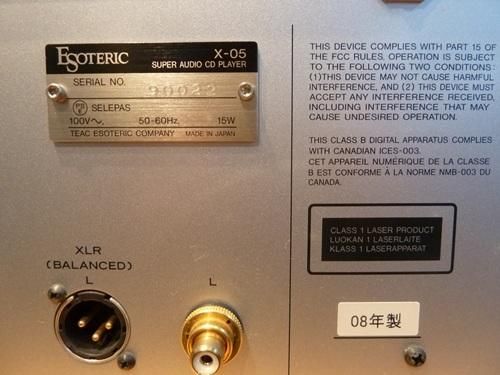 ESOTERIC X-05
SUPER AUDIO CD PLAYER
SERIAL NO. 90032
PS E SELEPAS
100V~, 50-60Hz, 15W
TEAC ESOTERIC COMPANY MADE IN JAPAN
XLR
(BALANCED)
L
L
THIS DEVICE COMPLIES WITH PART 15 OF
THE FCC RULES. OPERATION IS SUBJECT
TO THE FOLLOWING TWO CONDITIONS:
(1)THIS DEVICE MAY NOT CAUSE HARMFUL
INTERFERENCE, AND (2) THIS DEVICE MUST
ACCEPT ANY INTERFERENCE RECEIVED,
INCLUDING INTERFERENCE THAT MAY
CAUSE UNDESIRED OPERATION.
THIS CLASS B DIGITAL APPARATUS COMPLIES
WITH CANADIAN ICES-003.
CET APPAREIL NUMÉRIQUE DE LA CLASSE
B EST CONFORME À LA NORME NMB-003 DU
CANADA.
CLASS 1 LASER PRODUCT
LUOKAN 1 LASERLAITE
KLASS 1 LASERAPPARAT
08年製